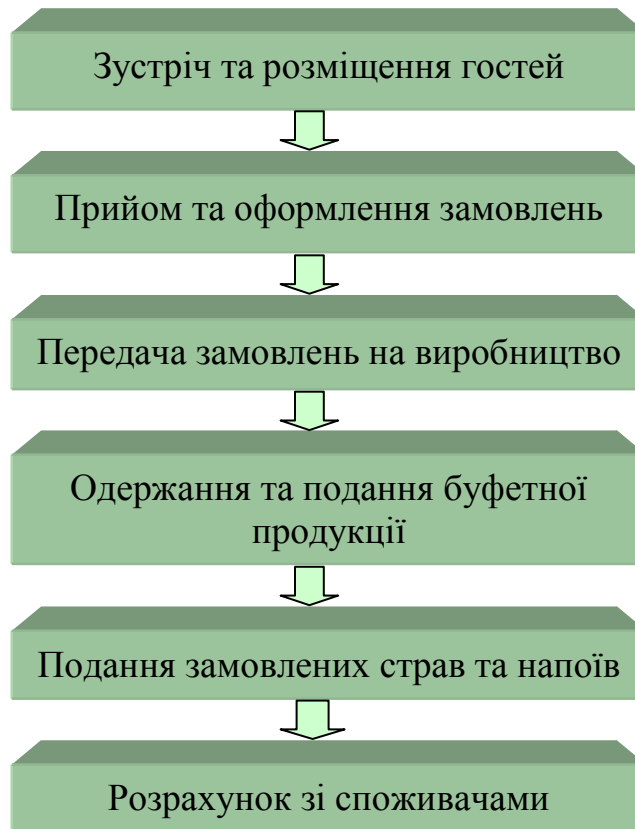 Зустріч та розміщення гостей
Прийом та оформлення замовлень
Передача замовлень на виробництво
Одержання та подання буфетної
продукції
Подання замовлених страв та напоїв
Розрахунок зі споживачами